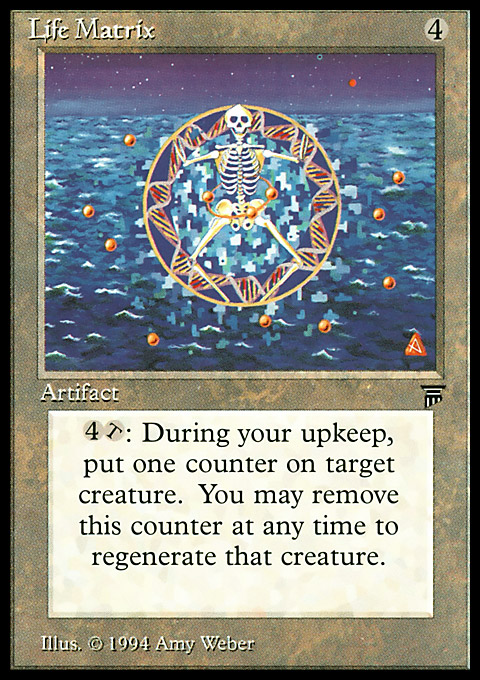 Life Matrix 4
Artifact
4 T: During your upkeep,
put one counter on target
creature. You may remove
this counter at any time to
regenerate that creature.
Illus. © 1994 Amy Weber